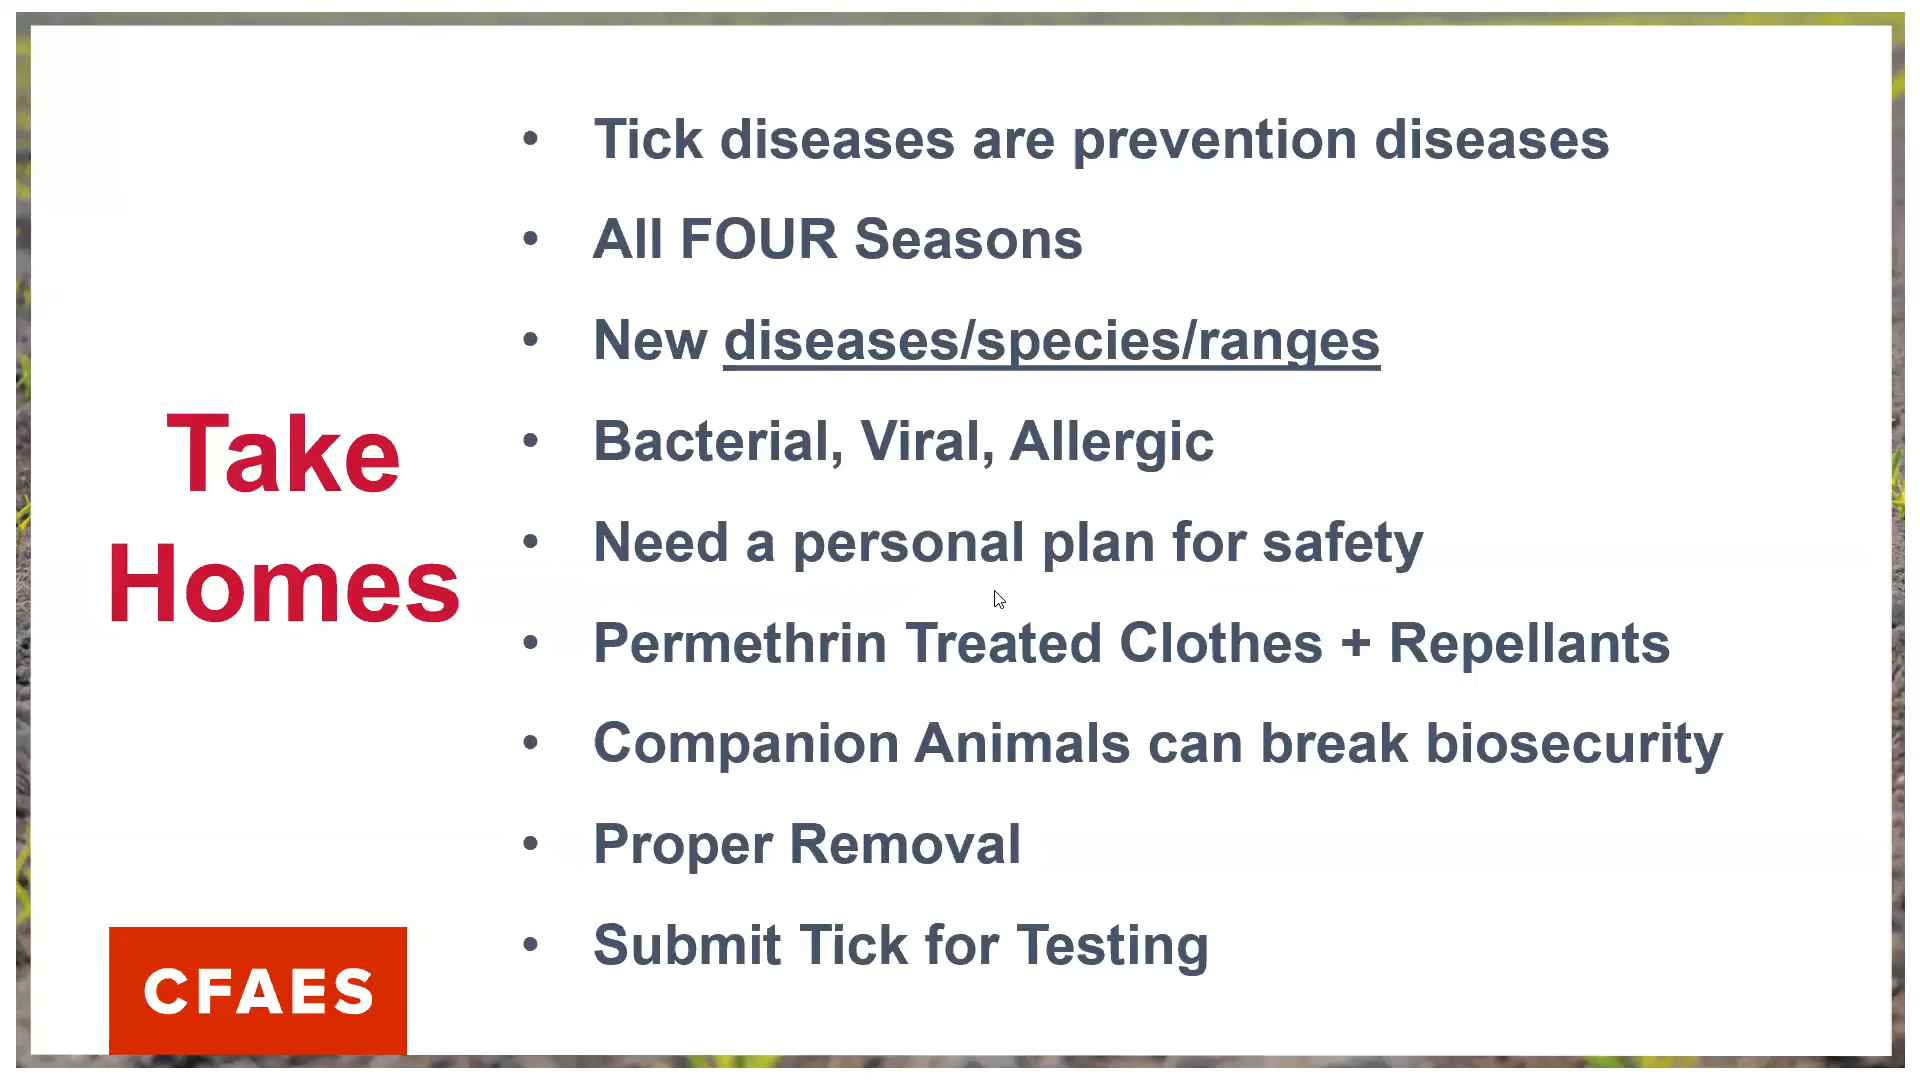 Take
Homes
• Tick diseases are prevention diseases
• All FOUR Seasons
• New diseases/species/ranges
• Bacterial, Viral, Allergic
• Need a personal plan for safety
• Permethrin Treated Clothes + Repellants
• Companion Animals can break biosecurity
• Proper Removal
• Submit Tick for Testing
CFAES